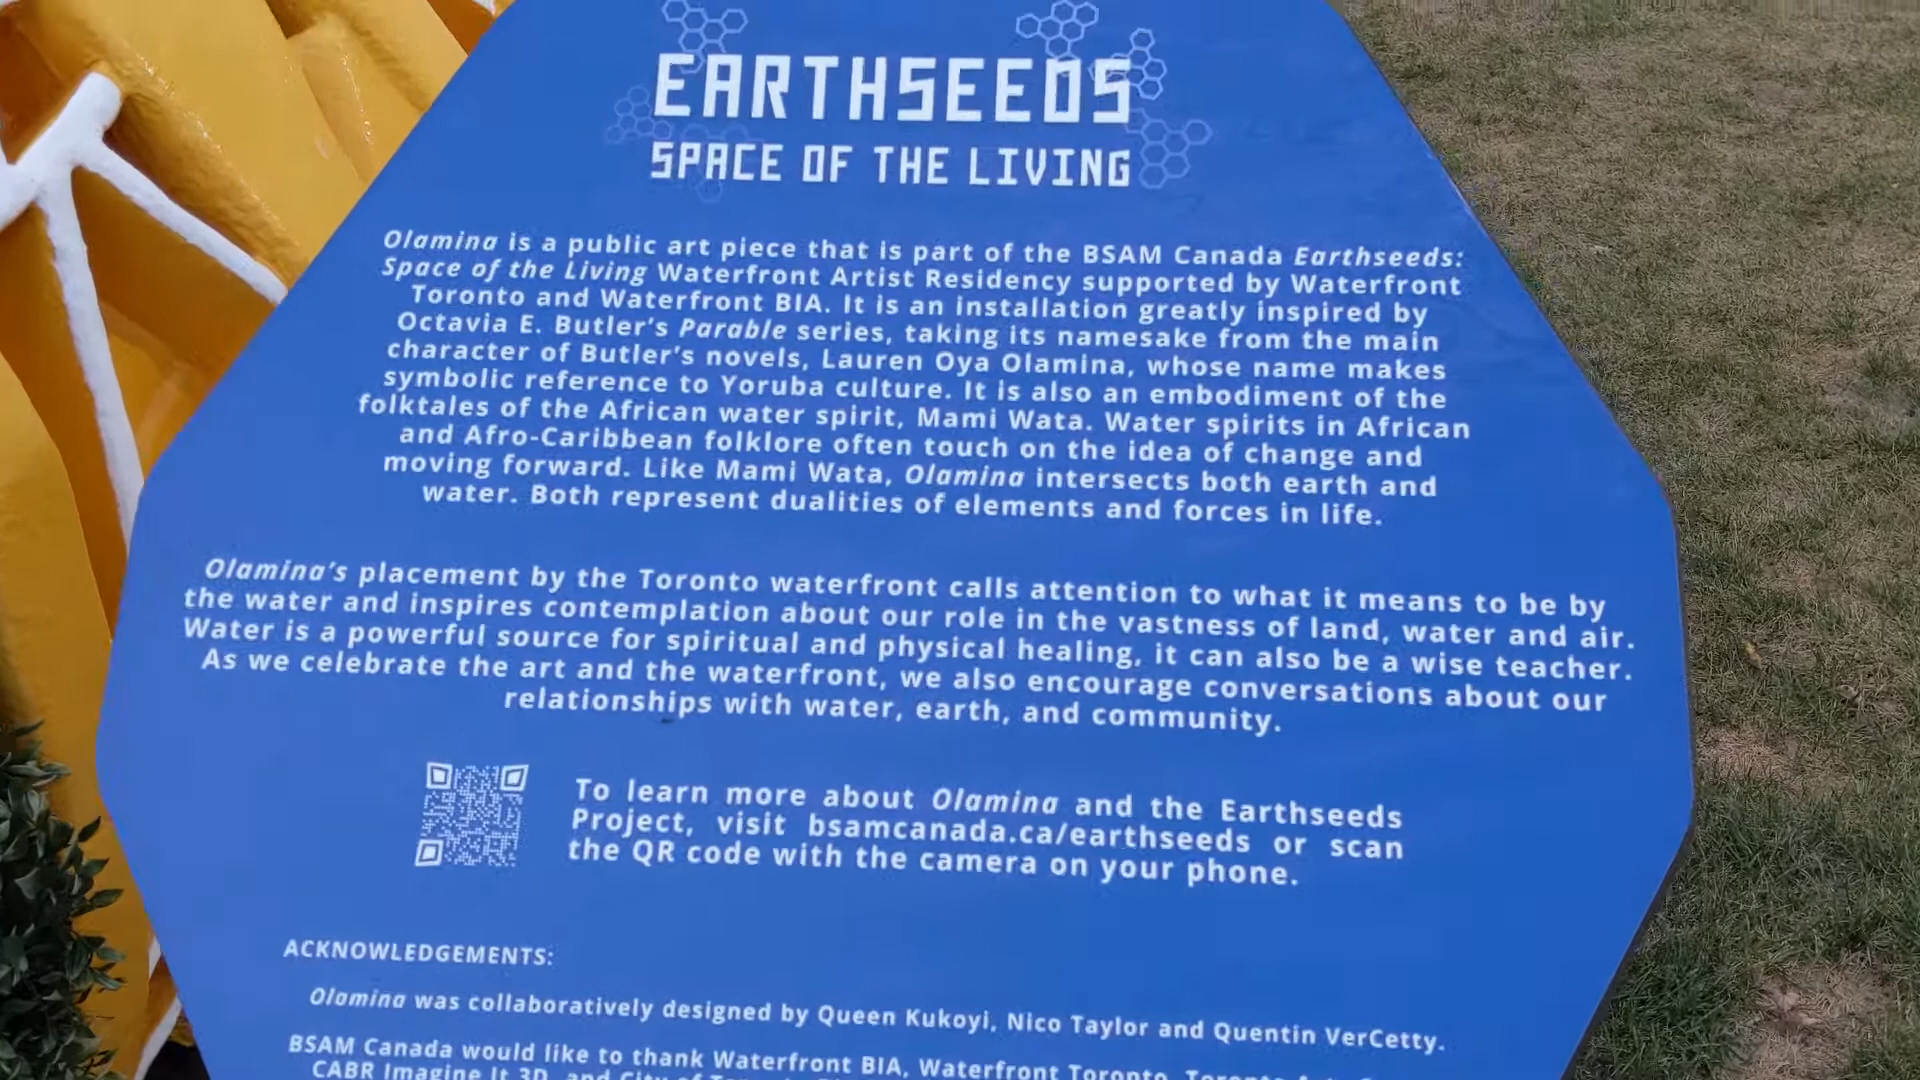 EARTHSEEDS
SPACE OF THE LIVING
Olamina is a public art piece that is part of the BSAM Canada Earthseeds:
Space of the Living Waterfront Artist Residency supported by Waterfront
Toronto and Waterfront BIA. It is an installation greatly inspired by
Octavia E. Butler's Parable series, taking its namesake from the main
character of Butler's novels, Lauren Oya Olamina, whose name makes
symbolic reference to Yoruba culture. It is also an embodiment of the
folktales of the African water spirit, Mami Wata. Water spirits in African
and Afro-Caribbean folklore often touch on the idea of change and
moving forward. Like Mami Wata, Olamina intersects both earth and
water. Both represent dualities of elements and forces in life.
Olamina's placement by the Toronto waterfront calls attention to what it means to be by
the water and inspires contemplation about our role in the vastness of land, water and air.
Water is a powerful source for spiritual and physical healing, it can also be a wise teacher.
As we celebrate the art and the waterfront, we also encourage conversations about our
relationships with water, earth, and community.
To learn more about Olamina and the Earthseeds
Project, visit bsamcanada.ca/earthseeds or scan
the QR code with the camera on your phone.
ACKNOWLEDGEMENTS:
Olamina was collaboratively designed by Queen Kukoyi, Nico Taylor and Quentin VerCetty.
BSAM Canada would like to thank Waterfront BIA, Waterfront Toronto,
CABR Imagine It 3D, and City of